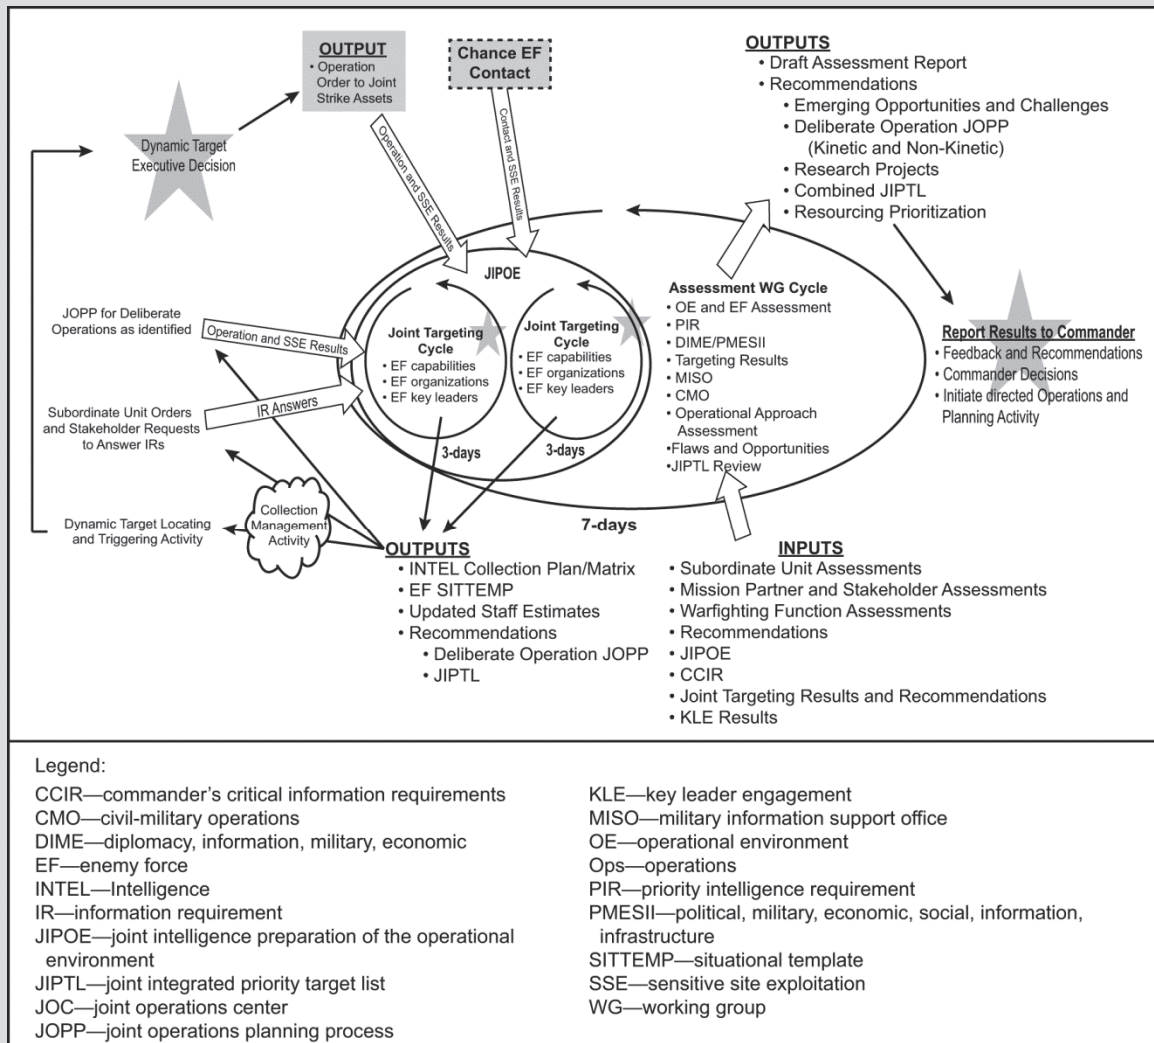 OUTPUT
• Operation
Order to Joint
Strike Assets
Chance EF
Contact
OUTPUTS
• Draft Assessment Report
• Recommendations
• Emerging Opportunities and Challenges
• Deliberate Operation JOPP
(Kinetic and Non-Kinetic)
• Research Projects
• Combined JIPTL
• Resourcing Prioritization
Dynamic Target
Executive Decision
Operation and SSE Results
Contact and SSE Results
JIPOE
JOPP for Deliberate
Operations as identified
Operation and SSE Results
Subordinate Unit Orders
and Stakeholder Requests
to Answer IRs
IR Answers
Joint Targeting
Cycle
• EF capabilities
• EF organizations
• EF key leaders
3-days
Joint Targeting
Cycle
• EF capabilities
• EF organizations
• EF key leaders
3-days
Assessment WG Cycle
• OE and EF Assessment
• PIR
• DIME/PMESII
• Targeting Results
• MISO
• CMO
• Operational Approach
Assessment
•Flaws and Opportunities
•JIPTL Review
Report Results to Commander
• Feedback and Recommendations
• Commander Decisions
• Initiate directed Operations and
Planning Activity
7-days
Dynamic Target Locating
and Triggering Activity
Collection
Management
Activity
OUTPUTS
• INTEL Collection Plan/Matrix
• EF SITTEMP
• Updated Staff Estimates
• Recommendations
• Deliberate Operation JOPP
• JIPTL
INPUTS
• Subordinate Unit Assessments
• Mission Partner and Stakeholder Assessments
• Warfighting Function Assessments
• Recommendations
• JIPOE
• CCIR
• Joint Targeting Results and Recommendations
• KLE Results
Legend:
CCIR—commander's critical information requirements
CMO—civil-military operations
DIME—diplomacy, information, military, economic
EF—enemy force
INTEL—Intelligence
IR—information requirement
JIPOE—joint intelligence preparation of the operational
environment
JIPTL—joint integrated priority target list
JOC—joint operations center
JOPP—joint operations planning process
KLE—key leader engagement
MISO—military information support office
OE—operational environment
Ops—operations
PIR—priority intelligence requirement
PMESII—political, military, economic, social, information,
infrastructure
SITTEMP—situational template
SSE—sensitive site exploitation
WG—working group